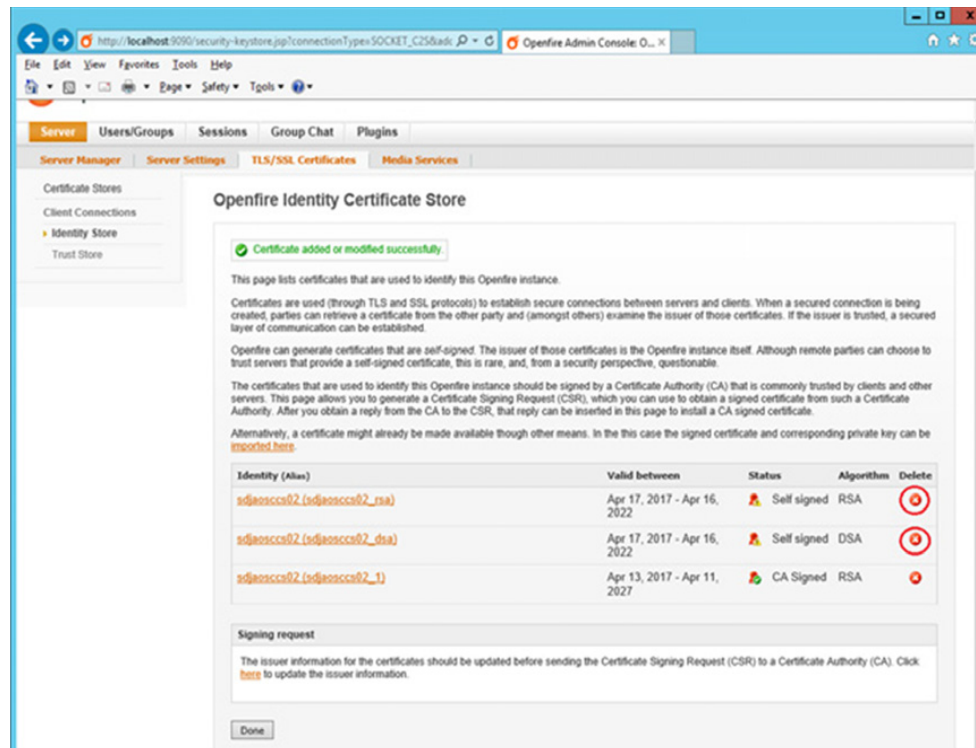 http://localhost:9090/security-keystore.jsp?connectionType=SOCKET_C2S&adc
Openfire Admin Console: O...
File Edit View Favorites Tools Help
Page Safety Tools
Server Users/Groups Sessions Group Chat Plugins
Server Manager Server Settings TLS/SSL Certificates Media Services
Certificate Stores
Client Connections
Identity Store
Trust Store
Openfire Identity Certificate Store
Certificate added or modified successfully.
This page lists certificates that are used to identify this Openfire instance.
Certificates are used (through TLS and SSL protocols) to establish secure connections between servers and clients. When a secured connection is being
created, parties can retrieve a certificate from the other party and (amongst others) examine the issuer of those certificates. If the issuer is trusted, a secured
layer of communication can be established.
Openfire can generate certificates that are self-signed. The issuer of those certificates is the Openfire instance itself. Although remote parties can choose to
trust servers that provide a self-signed certificate, this is rare, and, from a security perspective, questionable.
The certificates that are used to identify this Openfire instance should be signed by a Certificate Authority (CA) that is commonly trusted by clients and other
servers. This page allows you to generate a Certificate Signing Request (CSR), which you can use to obtain a signed certificate from such a Certificate
Authority. After you obtain a reply from the CA to the CSR, that reply can be inserted in this page to install a CA signed certificate.
Alternatively, a certificate might already be made available though other means. In the this case the signed certificate and corresponding private key can be
imported here.
Identity (Alias) Valid between Status Algorithm Delete
sdjaosccs02 (sdjaosccs02_rsa) Apr 17, 2017 - Apr 16, Self signed RSA
2022
sdjaosccs02 (sdjaosccs02_dsa) Apr 17, 2017 - Apr 16, Self signed DSA
2022
sdjaosccs02 (sdjaosccs02_1) Apr 13, 2017 - Apr 11, CA Signed RSA
2027
Signing request
The issuer information for the certificates should be updated before sending the Certificate Signing Request (CSR) to a Certificate Authority (CA). Click
here to update the issuer information.
Done